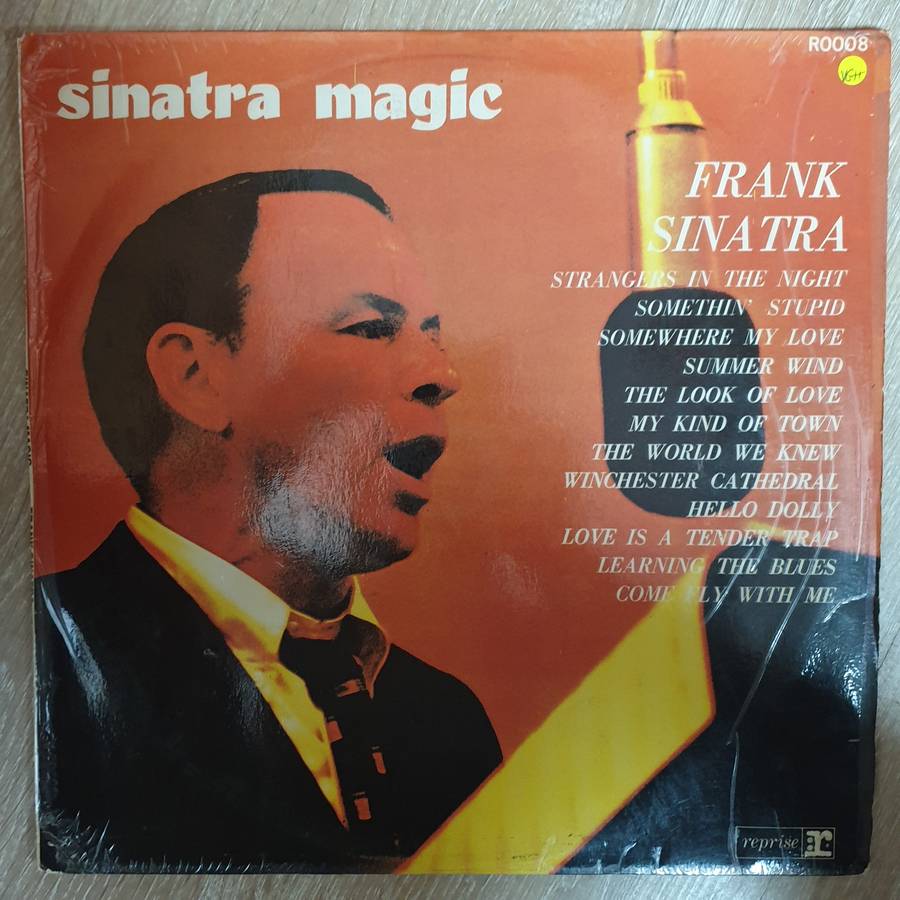 R0008
VG++
sinatra magic
FRANK
SINATRA
STRANGERS IN THE NIGHT
SOMETHIN' STUPID
SOMEWHERE MY LOVE
SUMMER WIND
THE LOOK OF LOVE
MY KIND OF TOWN
THE WORLD WE KNEW
WINCHESTER CATHEDRAL
HELLO DOLLY
LOVE IS A TENDER TRAP
LEARNING THE BLUES
COME FLY WITH ME
reprise r: